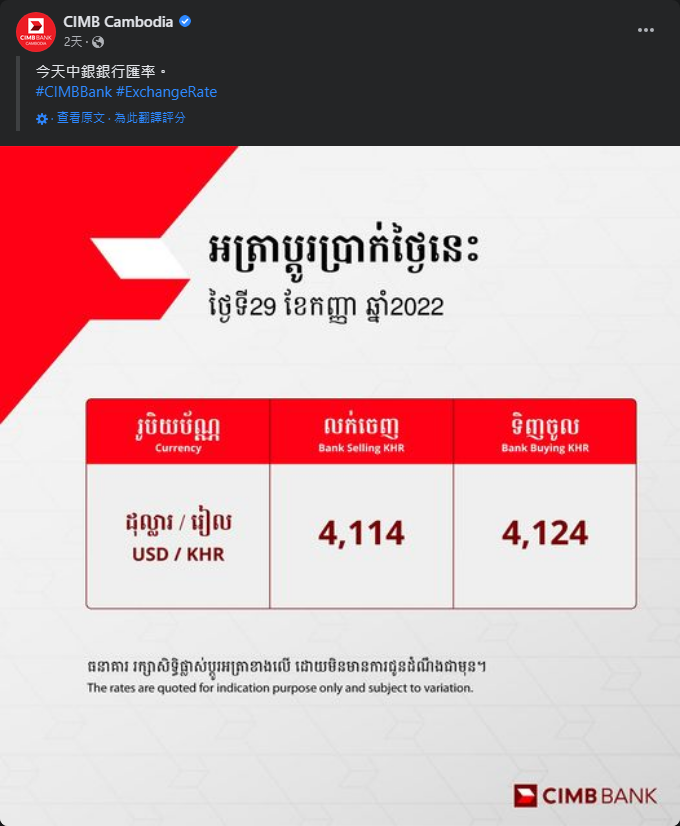 CIMB Cambodia
2天
今天中銀銀行匯率。
#CIMBBank #ExchangeRate
查看原文 · 為此翻譯評分
អត្រាប្តូរប្រាក់ថ្ងៃនេះ
ថ្ងៃទី29 ខែកញ្ញា ឆ្នាំ2022
រូបិយប័ណ្ណ
Currency
លក់ចេញ
Bank Selling KHR
ទិញចូល
Bank Buying KHR
ដុល្លារ / រៀល
USD / KHR
4,114
4,124
ធនាគារ រក្សាសិទ្ធិផ្លាស់ប្តូរអត្រាខាងលើ ដោយមិនមានការជូនដំណឹងជាមុន។
The rates are quoted for indication purpose only and subject to variation.
CIMB BANK